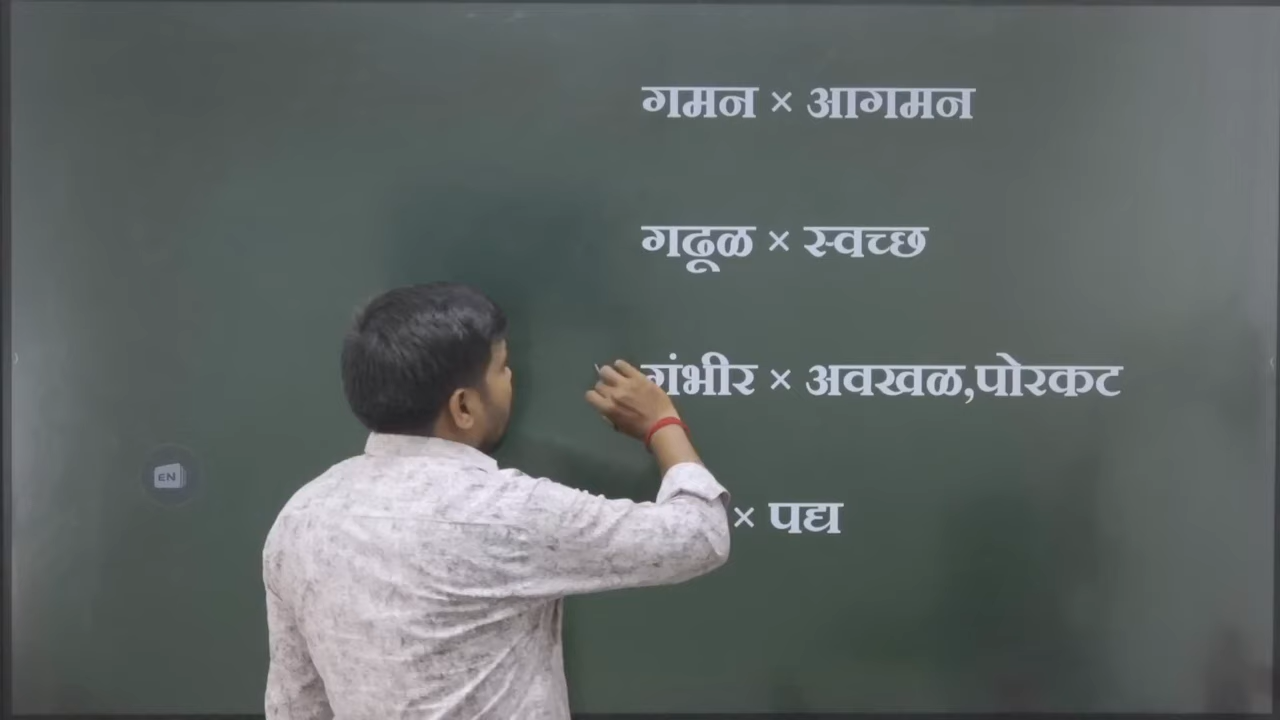 गमन × आगमन
गढूळ × स्वच्छ
गंभीर × अवखळ,पोरकट
× पद्य
EN